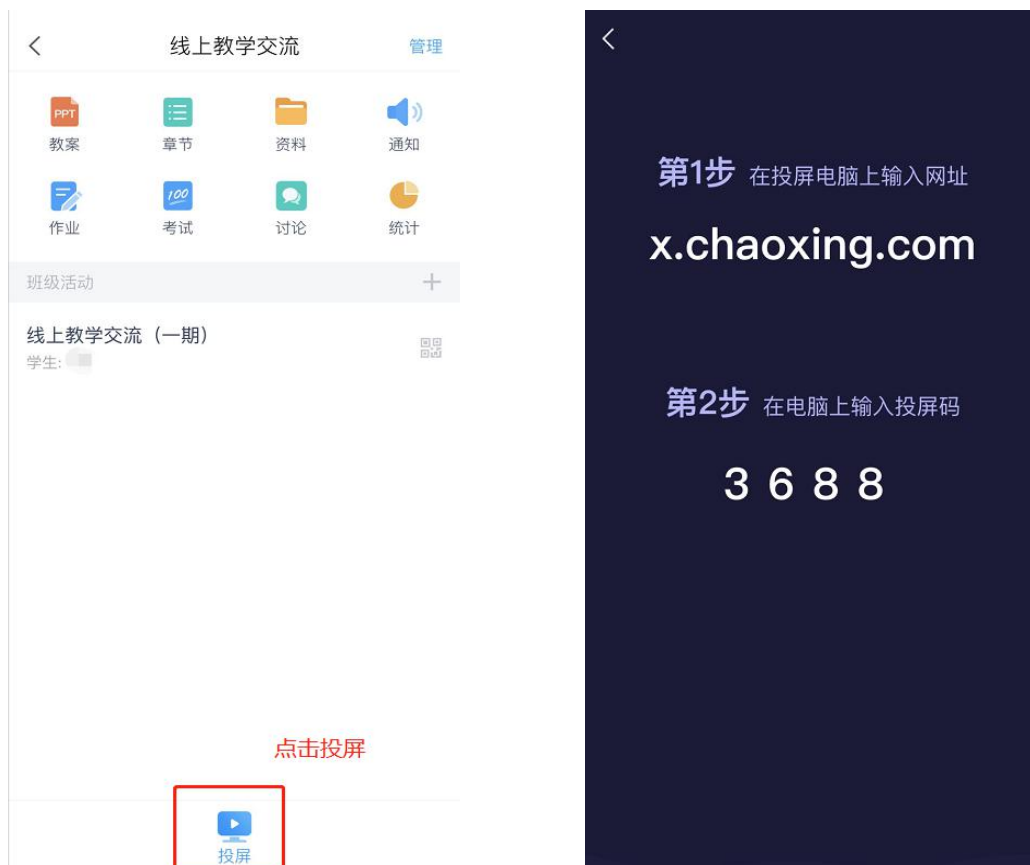 线上教学交流
管理
PPT
教案
章节
资料
通知
100
作业
考试
讨论
统计
班级活动
线上教学交流（一期）
学生:
点击投屏
投屏
第1步 在投屏电脑上输入网址
x.chaoxing.com
第2步 在电脑上输入投屏码
3 6 8 8